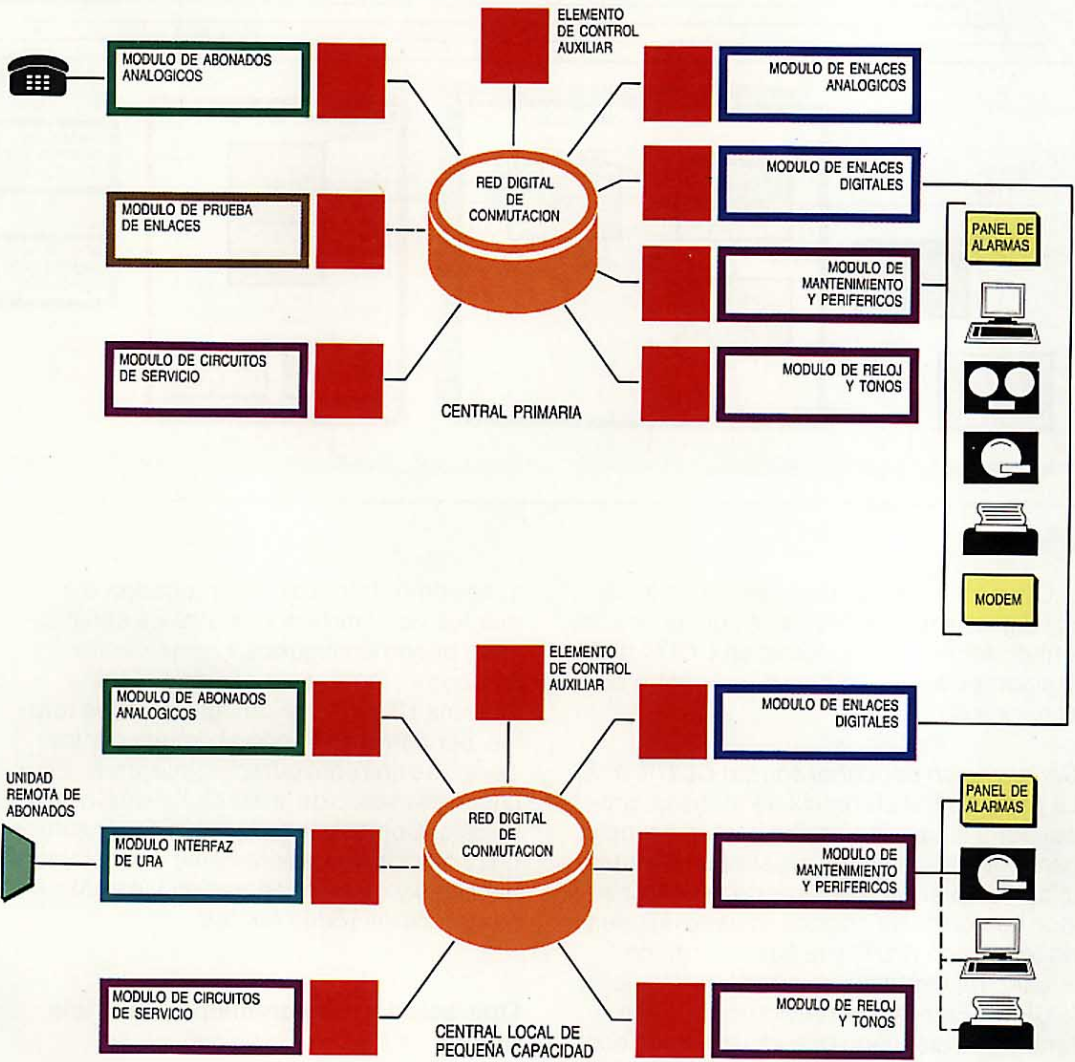 ELEMENTO
DE CONTROL
AUXILIAR
MODULO DE ABONADOS
ANALOGICOS
MODULO DE ENLACES
ANALOGICOS
RED DIGITAL
DE
CONMUTACION
MODULO DE ENLACES
DIGITALES
MODULO DE PRUEBA
DE ENLACES
PANEL DE
ALARMAS
MODULO DE
MANTENIMIENTO
Y PERIFERICOS
MODULO DE CIRCUITOS
DE SERVICIO
MODULO DE RELOJ
Y TONOS
CENTRAL PRIMARIA
MODEM
ELEMENTO
DE CONTROL
AUXILIAR
MODULO DE ABONADOS
ANALOGICOS
MODULO DE ENLACES
DIGITALES
UNIDAD
REMOTA DE
ABONADOS
RED DIGITAL
DE
CONMUTACION
PANEL DE
ALARMAS
MODULO INTERFAZ
DE URA
MODULO DE
MANTENIMIENTO
Y PERIFERICOS
MODULO DE CIRCUITOS
DE SERVICIO
MODULO DE RELOJ
Y TONOS
CENTRAL LOCAL DE
PEQUEÑA CAPACIDAD